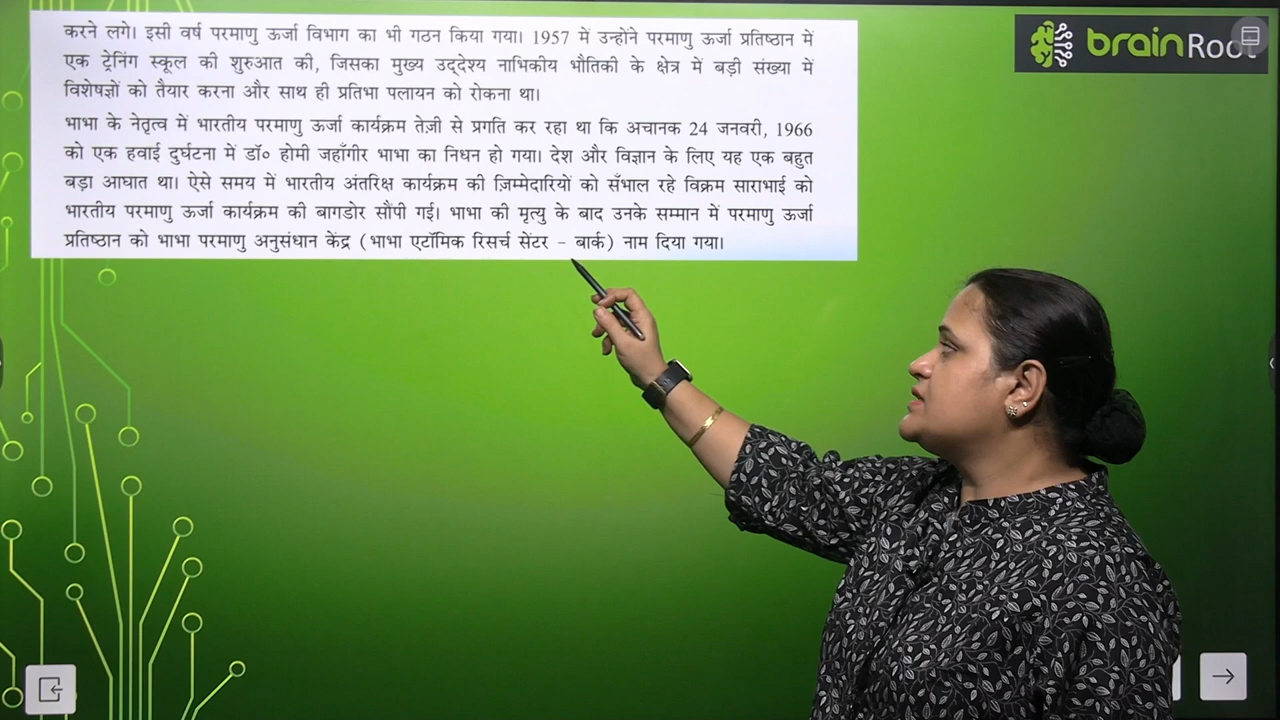 करने लगे। इसी वर्ष परमाणु ऊर्जा विभाग का भी गठन किया गया। 1957 में उन्होंने परमाणु ऊर्जा प्रतिष्ठान में
एक ट्रेनिंग स्कूल की शुरुआत की, जिसका मुख्य उद्देश्य नाभिकीय भौतिकी के क्षेत्र में बड़ी संख्या में
विशेषज्ञों को तैयार करना और साथ ही प्रतिभा पलायन को रोकना था।
भाभा के नेतृत्व में भारतीय परमाणु ऊर्जा कार्यक्रम तेज़ी से प्रगति कर रहा था कि अचानक 24 जनवरी, 1966
को एक हवाई दुर्घटना में डॉ० होमी जहाँगीर भाभा का निधन हो गया। देश और विज्ञान के लिए यह एक बहुत
बड़ा आघात था। ऐसे समय में भारतीय अंतरिक्ष कार्यक्रम की ज़िम्मेदारियों को सँभाल रहे विक्रम साराभाई को
भारतीय परमाणु ऊर्जा कार्यक्रम की बागडोर सौंपी गई। भाभा की मृत्यु के बाद उनके सम्मान में परमाणु ऊर्जा
प्रतिष्ठान को भाभा परमाणु अनुसंधान केंद्र (भाभा एटॉमिक रिसर्च सेंटर – बार्क) नाम दिया गया।
brainRoot